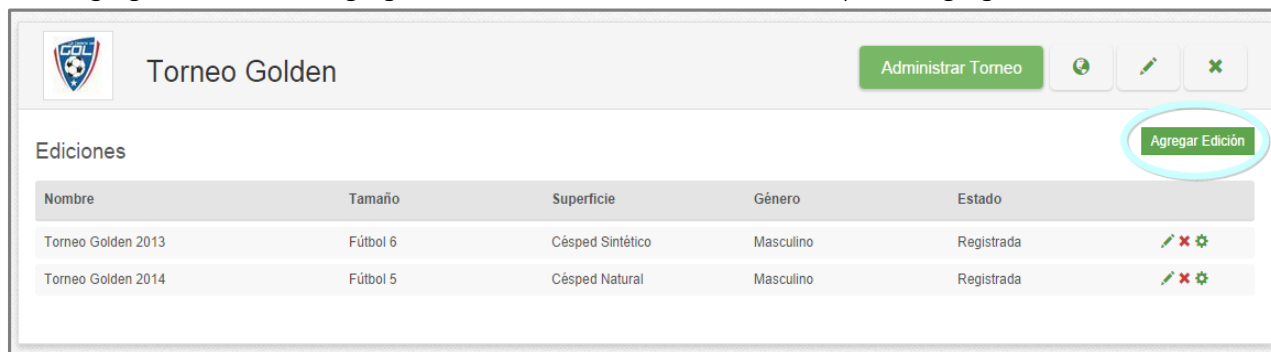 GOL
Torneo Golden
Administrar Torneo
Ediciones
Agregar Edición
Nombre Tamaño Superficie Género Estado
Torneo Golden 2013 Fútbol 6 Césped Sintético Masculino Registrada
Torneo Golden 2014 Fútbol 5 Césped Natural Masculino Registrada